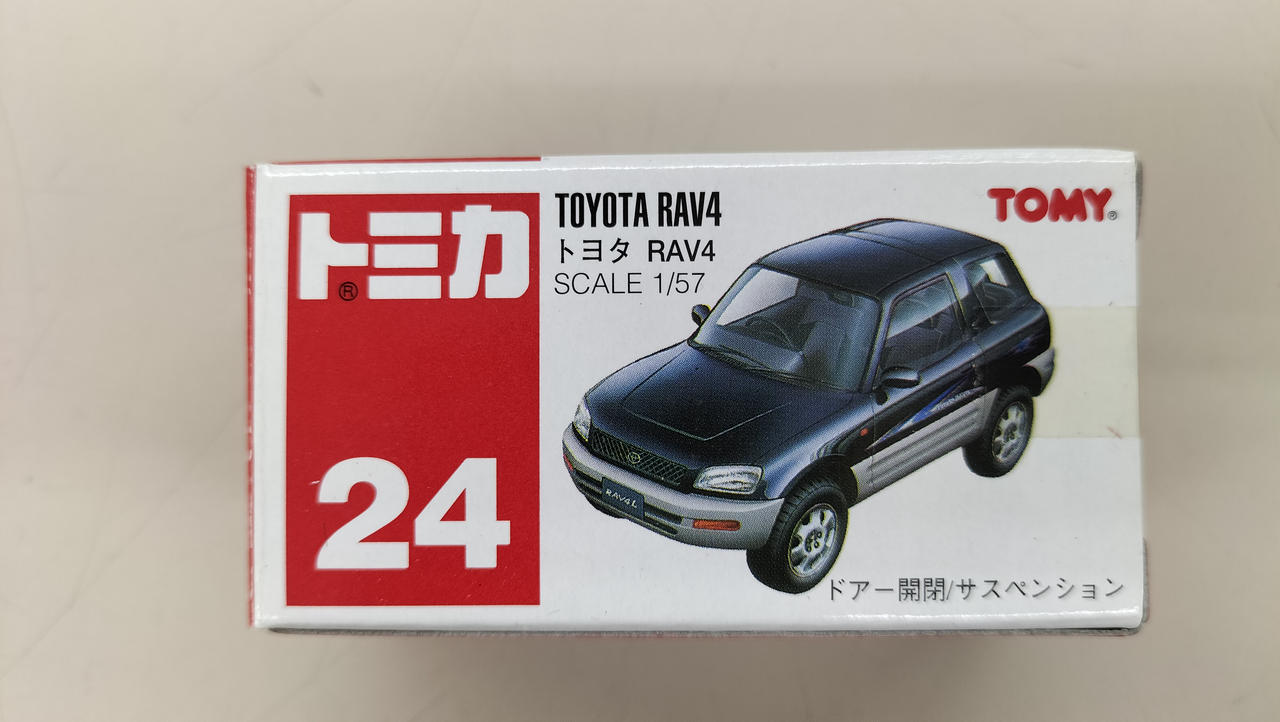 トミカ®
24
TOYOTA RAV4
トヨタ RAV4
SCALE 1/57
TOMY®
RAV4 L
ドアー開閉/サスペンション